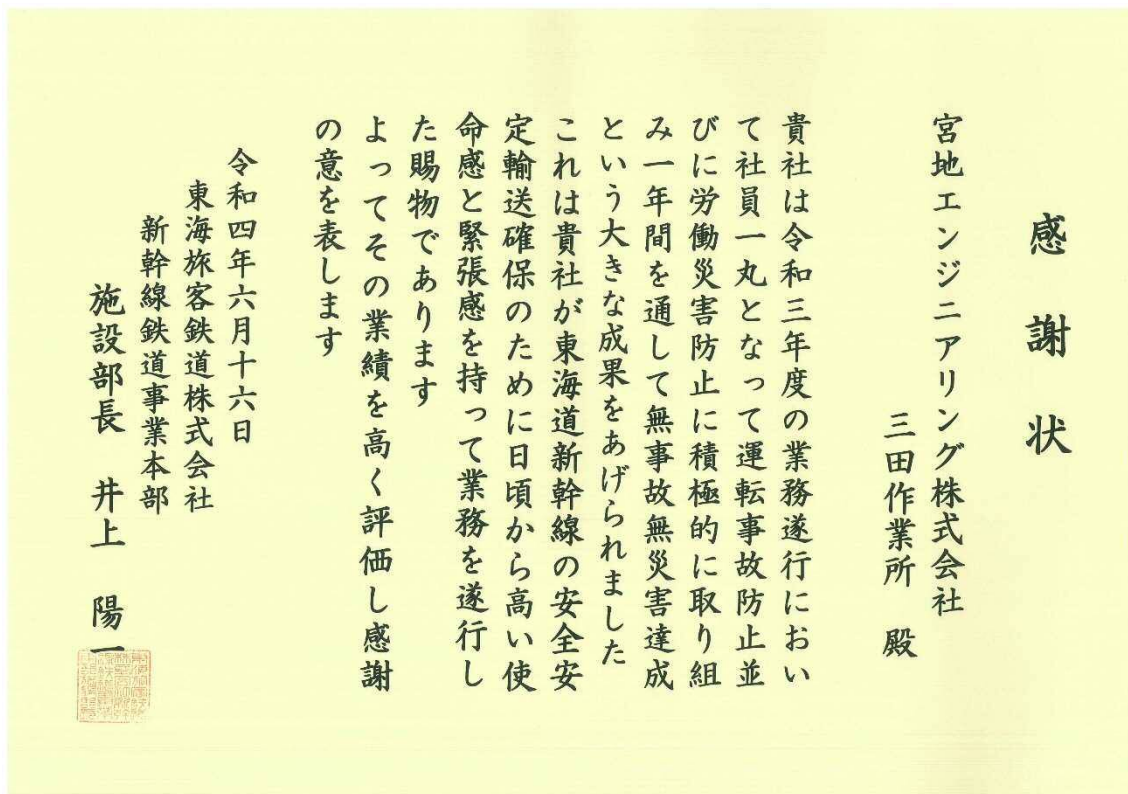 感謝状
宮地エンジニアリング株式会社
三田作業所 殿
貴社は令和三年度の業務遂行におい
て社員一丸となって運転事故防止並
びに労働災害防止に積極的に取り組
み一年間を通して無事故無災害達成
という大きな成果をあげられました
これは貴社が東海道新幹線の安全安
定輸送確保のために日頃から高い使
命感と緊張感を持って業務を遂行し
た賜物であります
よってその業績を高く評価し感謝
の意を表します
令和四年六月十六日
東海旅客鉄道株式会社
新幹線鉄道事業本部
施設部長 井上 陽一